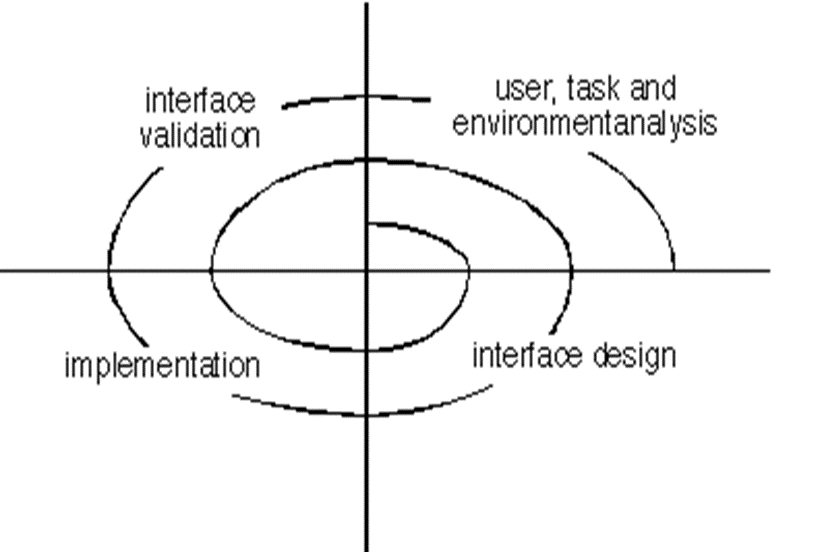 interface
validation
user, task and
environmentanalysis
implementation
interface design